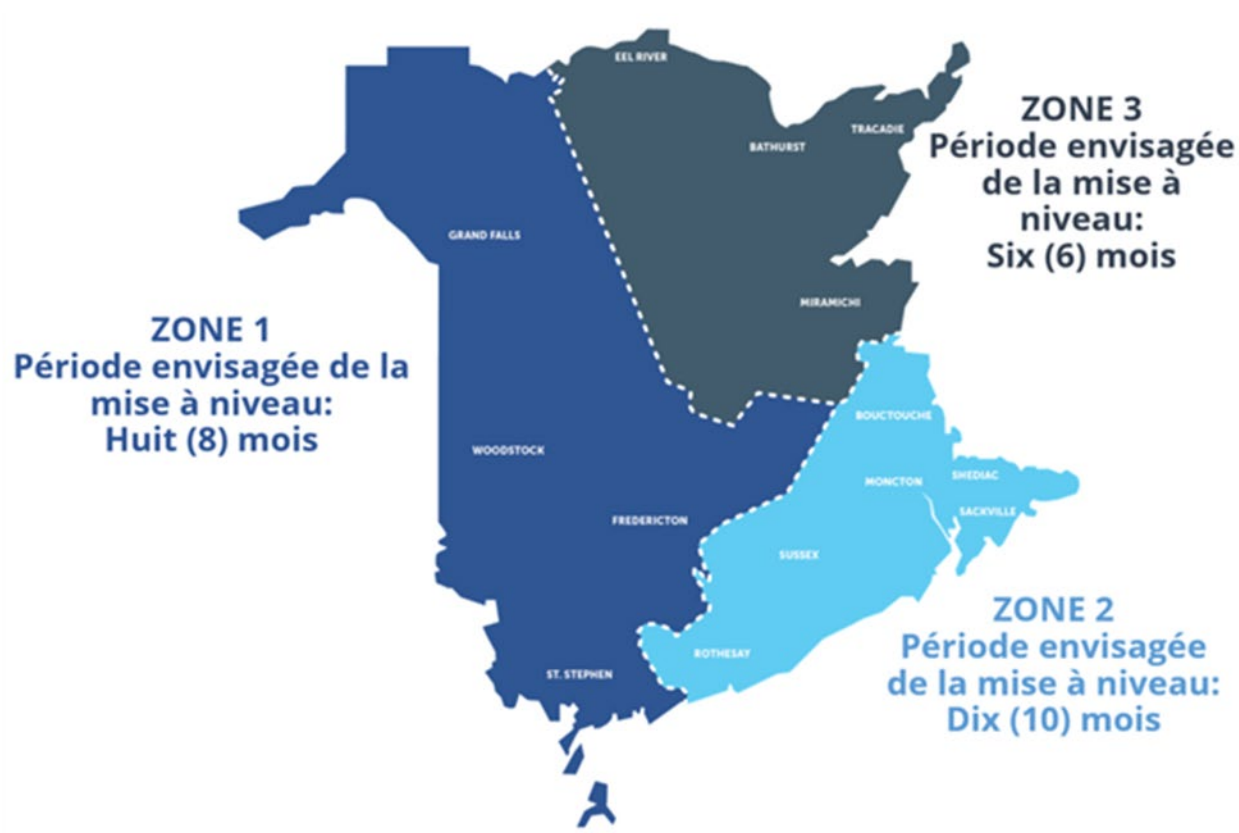 EEL RIVER
TRACADIE
BATHURST
ZONE 3
Période envisagée
de la mise à
niveau:
Six (6) mois
GRAND FALLS
MIRAMICHI
ZONE 1
Période envisagée de la
mise à niveau:
Huit (8) mois
WOODSTOCK
FREDERICTON
ST. STEPHEN
BOUCTOUCHE
MONCTON
SHEDIAC
SACKVILLE
SUSSEX
ROTHESAY
ZONE 2
Période envisagée
de la mise à niveau:
Dix (10) mois